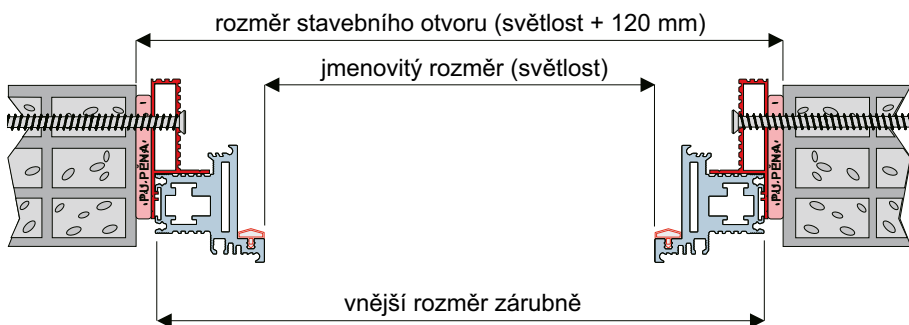 rozměr stavebního otvoru (světlost + 120 mm)
jmenovitý rozměr (světlost)
PU PĚNA
PU PĚNA
vnější rozměr zárubně